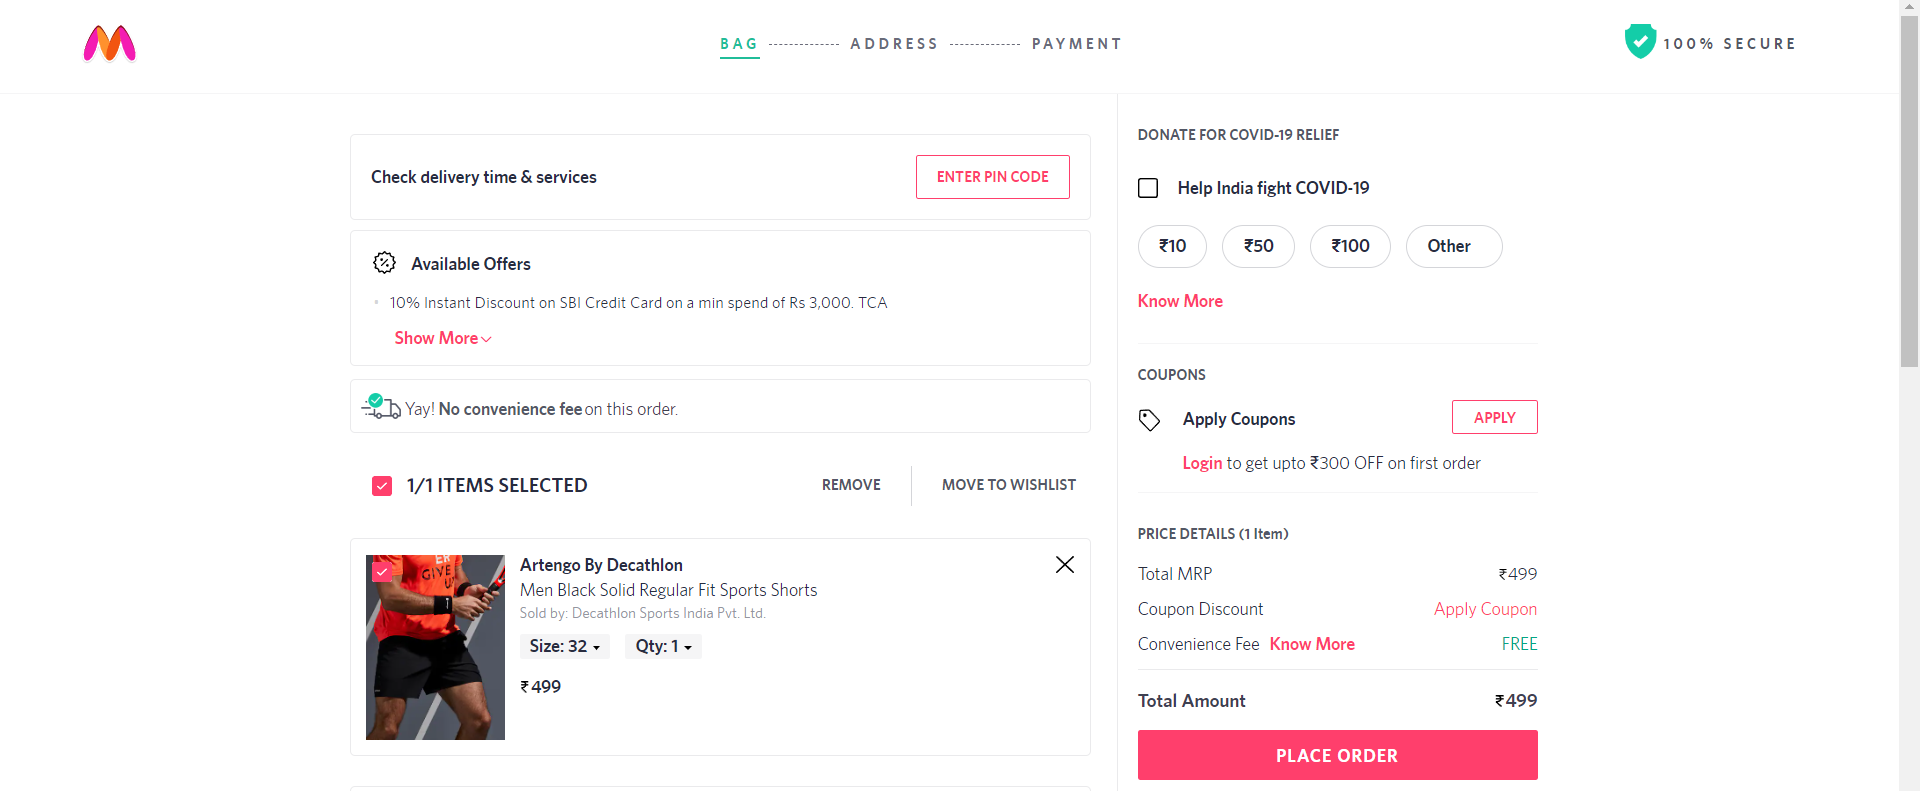 BAG ADDRESS PAYMENT
100% SECURE
Check delivery time & services
ENTER PIN CODE
Available Offers
10% Instant Discount on SBI Credit Card on a min spend of Rs 3,000. TCA
Show More
Yay! No convenience fee on this order.
1/1 ITEMS SELECTED
REMOVE
MOVE TO WISHLIST
ER
GIVE
U
Artengo By Decathlon
Men Black Solid Regular Fit Sports Shorts
Sold by: Decathlon Sports India Pvt. Ltd.
Size: 32
Qty: 1
₹499
DONATE FOR COVID-19 RELIEF
Help India fight COVID-19
₹10
₹50
₹100
Other
Know More
COUPONS
Apply Coupons
APPLY
Login to get upto ₹300 OFF on first order
PRICE DETAILS (1 Item)
Total MRP ₹499
Coupon Discount Apply Coupon
Convenience Fee Know More FREE
Total Amount ₹499
PLACE ORDER